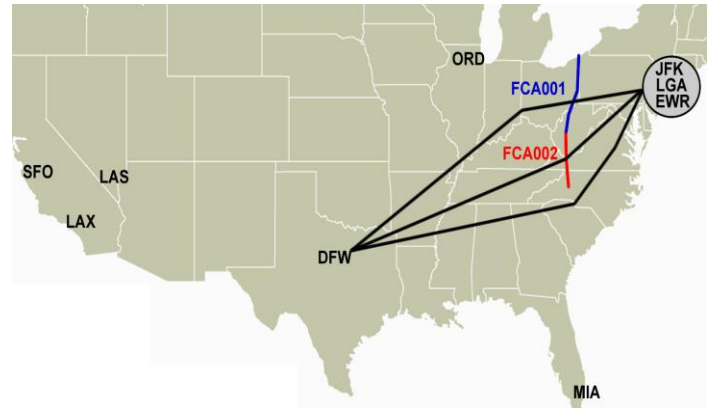 ORD
JFK
LGA
EWR
FCA001
FCA002
SFO
LAS
LAX
DFW
MIA